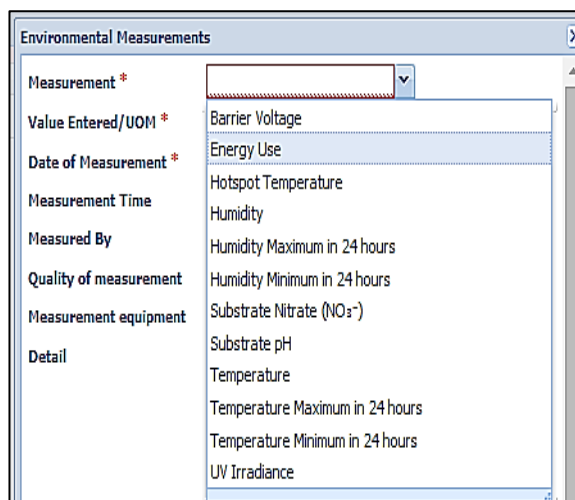 Environmental Measurements
Measurement *
Value Entered/UOM *
Date of Measurement *
Measurement Time
Measured By
Quality of measurement
Measurement equipment
Detail
Barrier Voltage
Energy Use
Hotspot Temperature
Humidity
Humidity Maximum in 24 hours
Humidity Minimum in 24 hours
Substrate Nitrate (NO₃⁻)
Substrate pH
Temperature
Temperature Maximum in 24 hours
Temperature Minimum in 24 hours
UV Irradiance